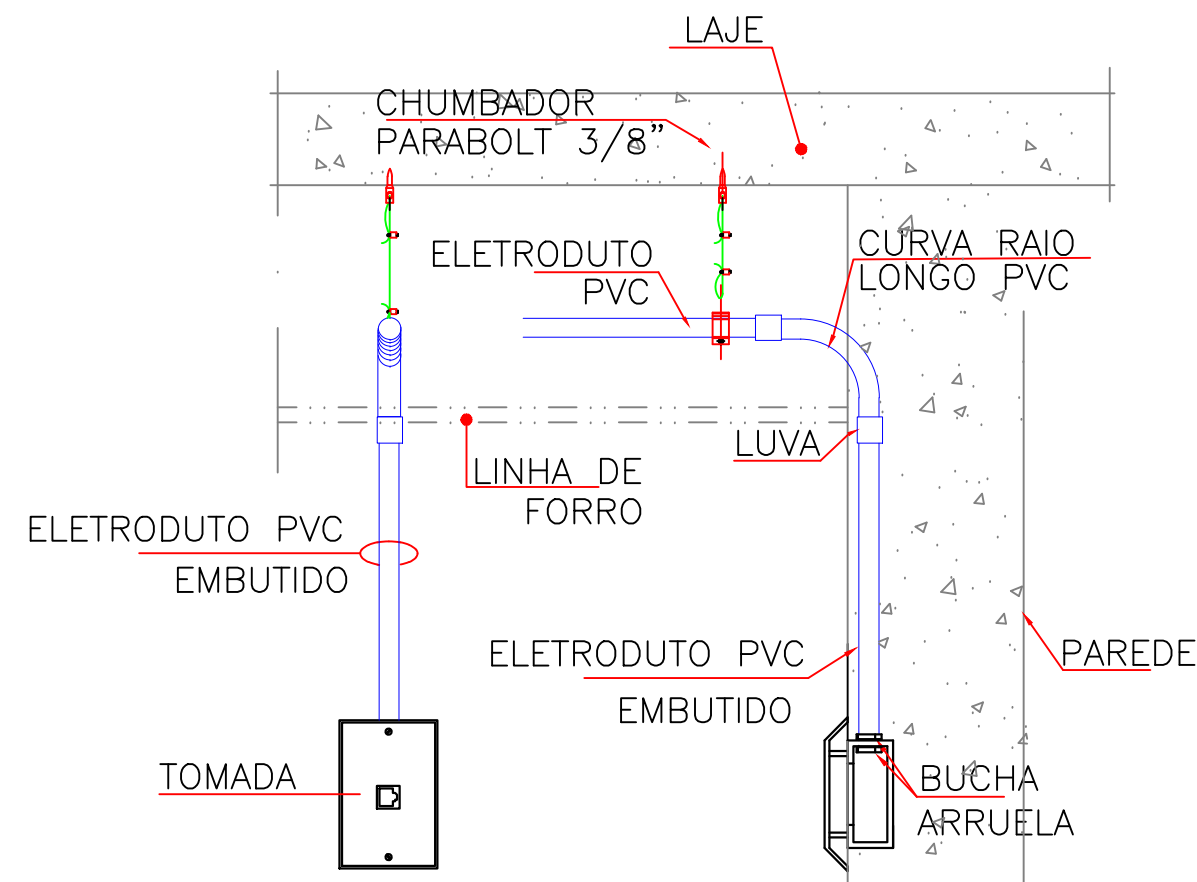 LAJE
CHUMBADOR
PARABOLT 3/8”
ELETRODUTO
PVC
CURVA RAIO
LONGO PVC
LUVA
LINHA DE
FORRO
ELETRODUTO PVC
EMBUTIDO
ELETRODUTO PVC
EMBUTIDO
PAREDE
TOMADA
BUCHA
ARRUELA